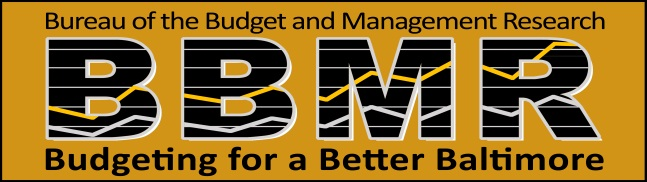 Bureau of the Budget and Management Research
BBMR
Budgeting for a Better Baltimore